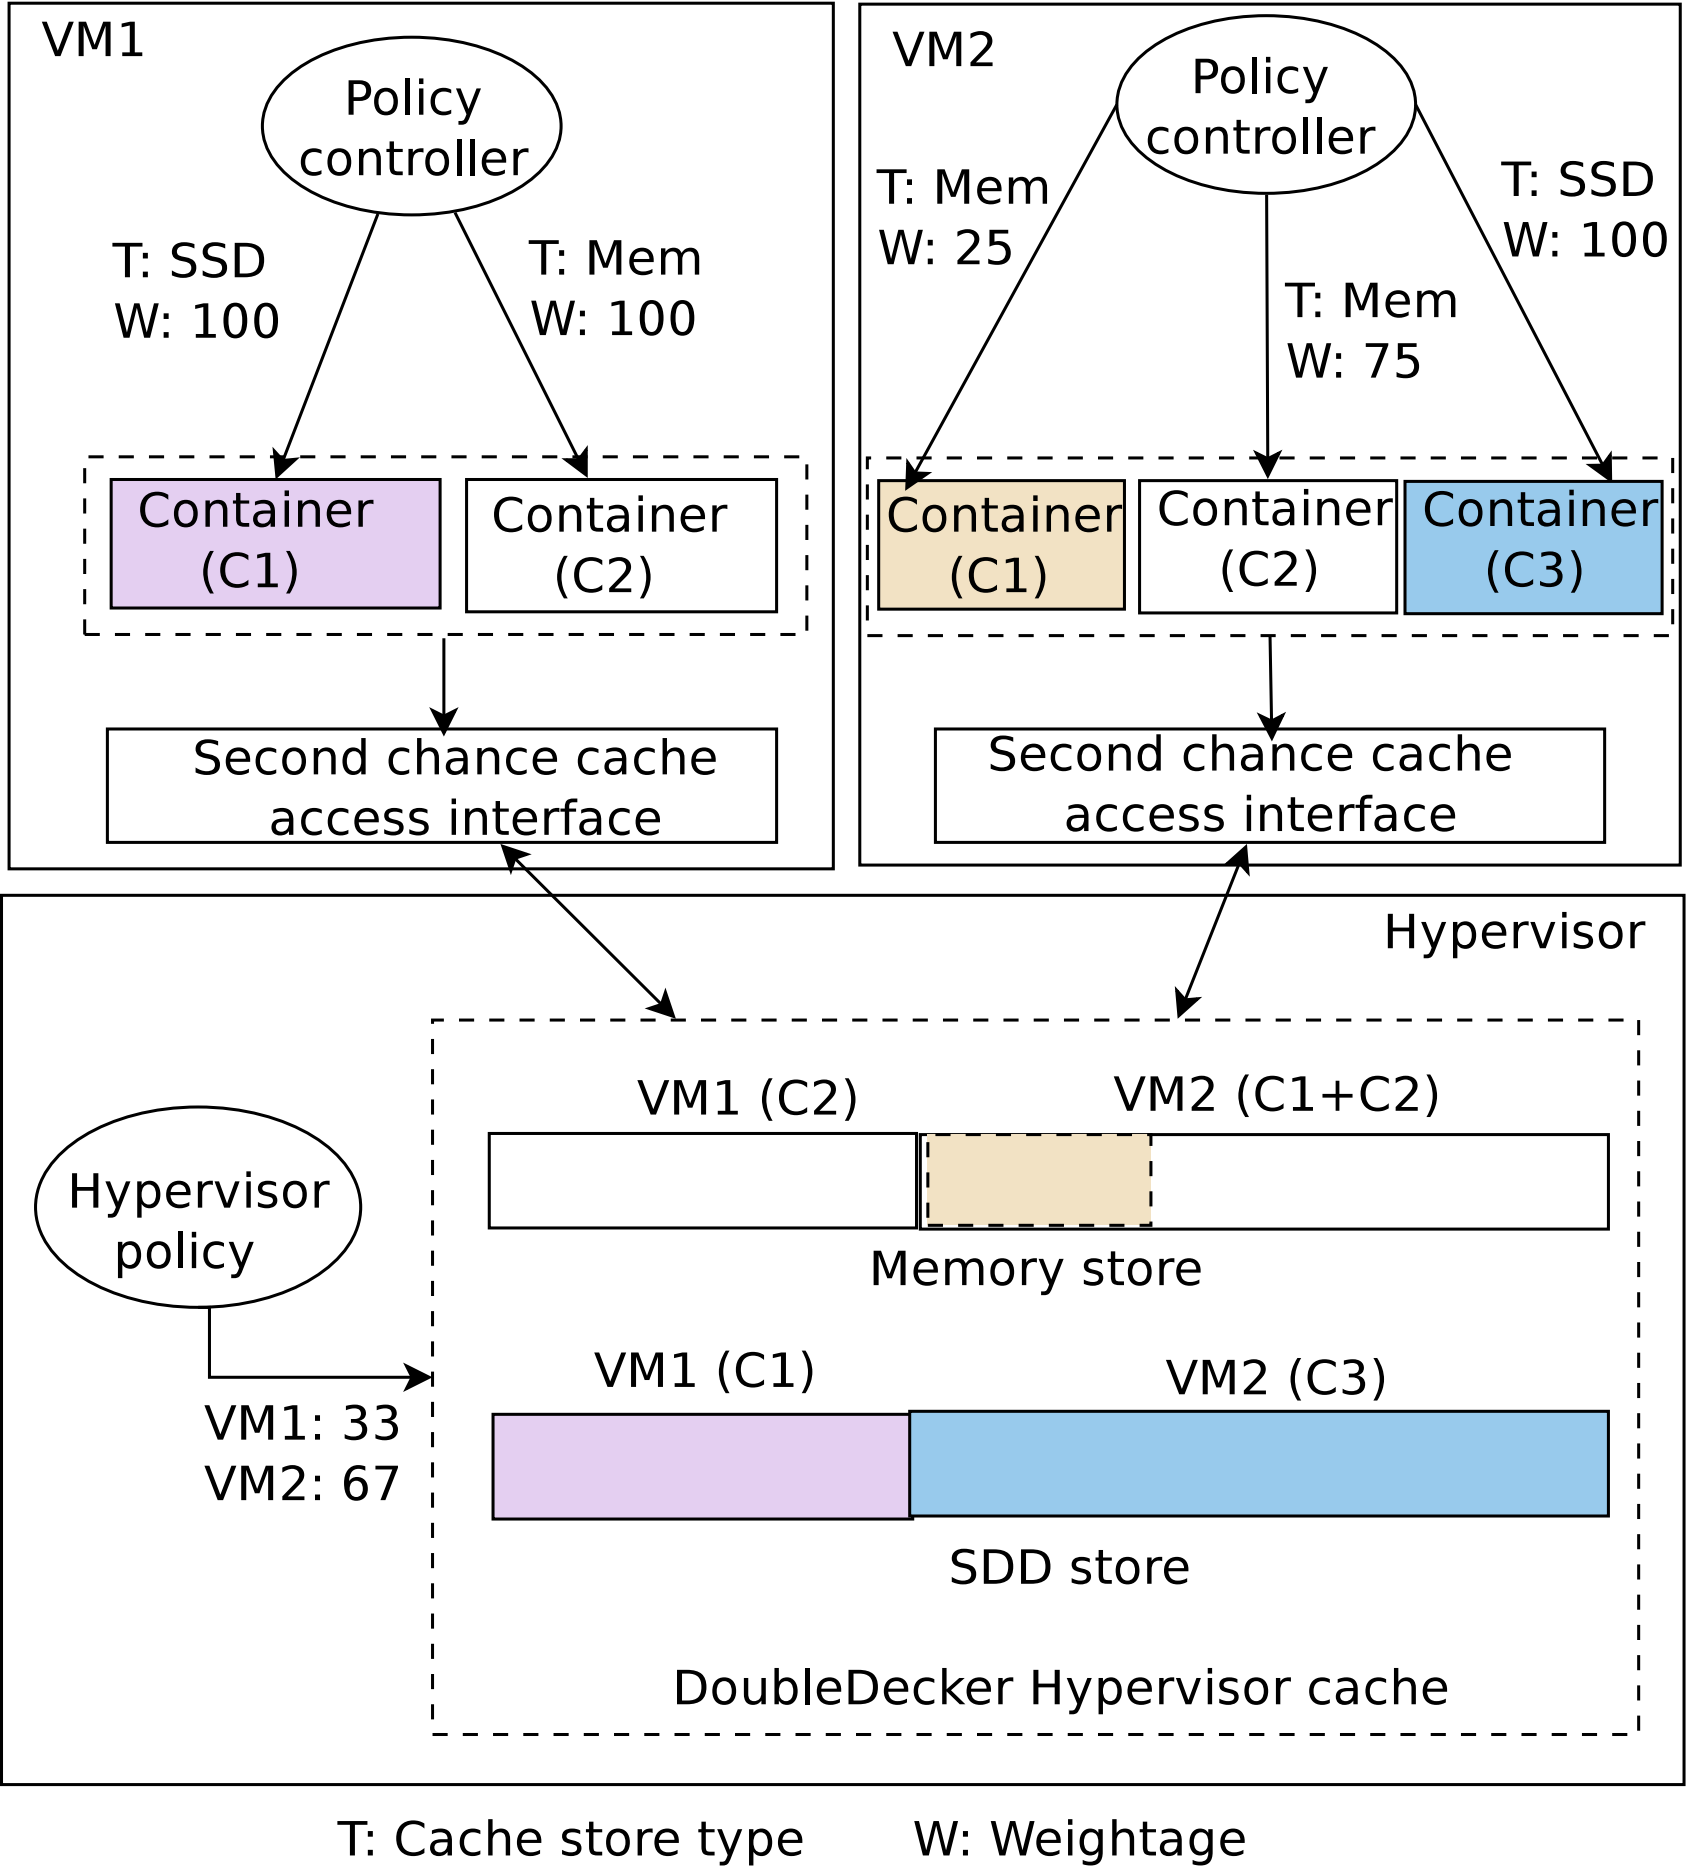 VM1
Policy
controller
T: SSD
W: 100
T: Mem
W: 100
Container
(C1)
Container
(C2)
Second chance cache
access interface
VM2
Policy
controller
T: Mem
W: 25
T: Mem
W: 75
T: SSD
W: 100
Container
(C1)
Container
(C2)
Container
(C3)
Second chance cache
access interface
Hypervisor
Hypervisor
policy
VM1: 33
VM2: 67
VM1 (C2)
VM2 (C1+C2)
Memory store
VM1 (C1)
VM2 (C3)
SDD store
DoubleDecker Hypervisor cache
T: Cache store type
W: Weightage